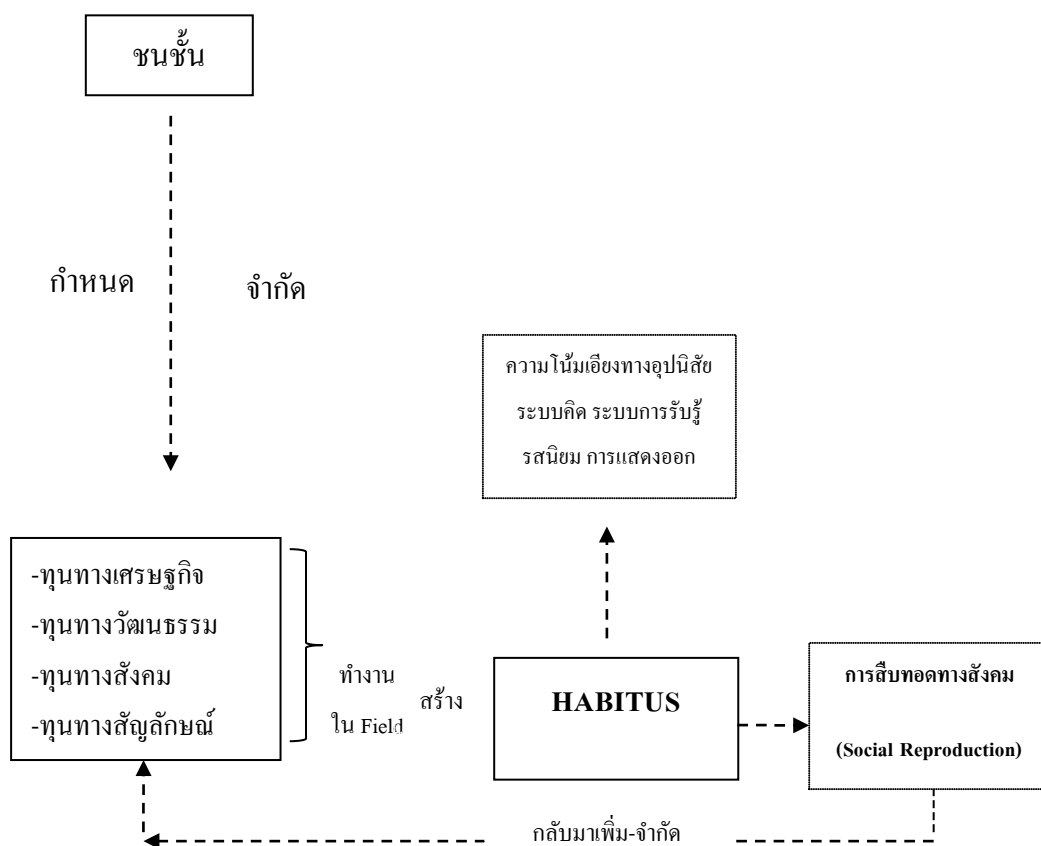 ชนชั้น
กำหนด
จำกัด
ความโน้มเอียงทางอุปนิสัย
ระบบคิด ระบบการรับรู้
รสนิยม การแสดงออก
-ทุนทางเศรษฐกิจ
-ทุนทางวัฒนธรรม
-ทุนทางสังคม
-ทุนทางสัญลักษณ์
ทำงาน
ใน Field
สร้าง
HABITUS
การสืบทอดทางสังคม
(Social Reproduction)
กลับมาเพิ่ม-จำกัด